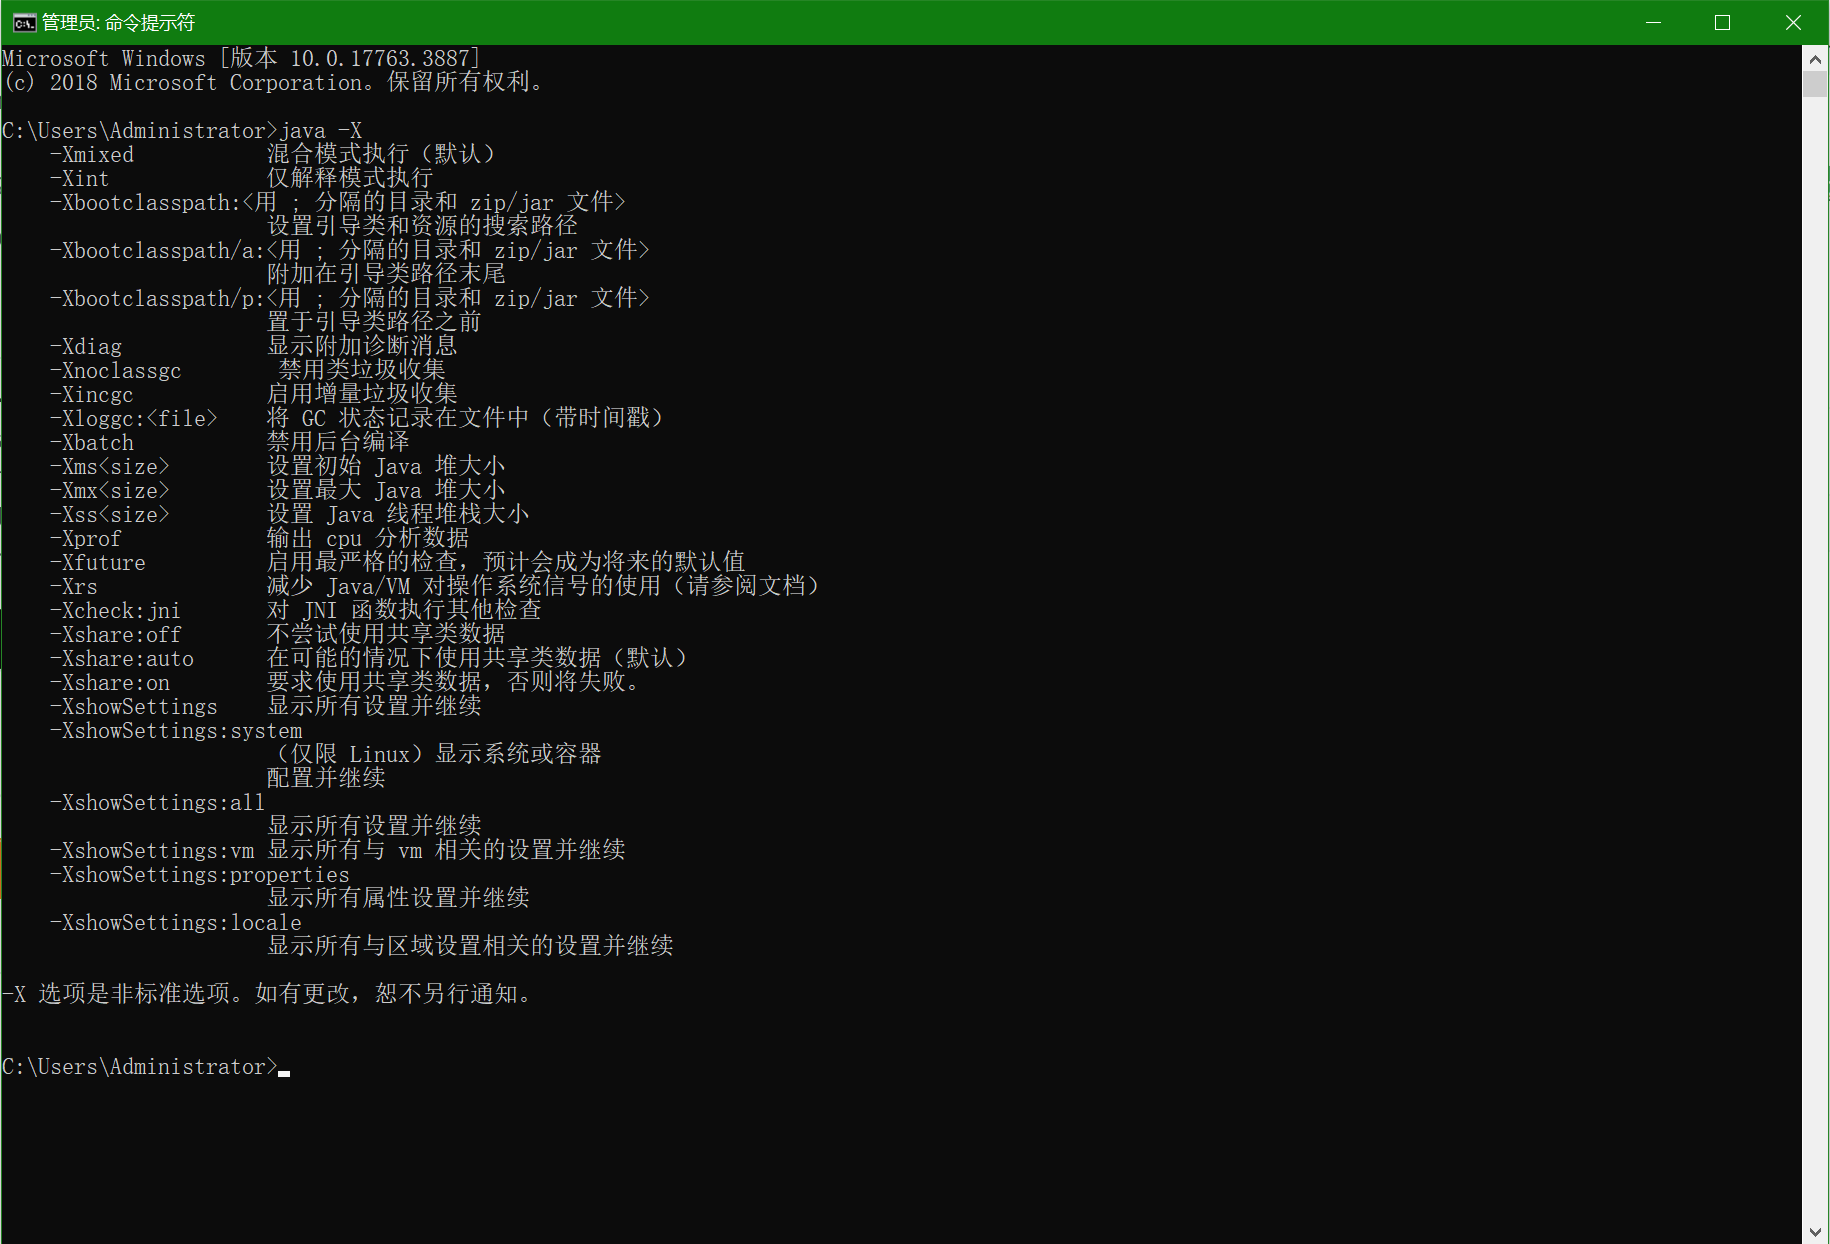 管理员: 命令提示符
Microsoft Windows [版本 10.0.17763.3887]
(c) 2018 Microsoft Corporation。保留所有权利。
C:\Users\Administrator>java -X
    -Xmixed           混合模式执行（默认）
    -Xint             仅解释模式执行
    -Xbootclasspath:<用 ; 分隔的目录和 zip/jar 文件>
                      设置引导类和资源的搜索路径
    -Xbootclasspath/a:<用 ; 分隔的目录和 zip/jar 文件>
                      附加在引导类路径末尾
    -Xbootclasspath/p:<用 ; 分隔的目录和 zip/jar 文件>
                      置于引导类路径之前
    -Xdiag            显示附加诊断消息
    -Xnoclassgc        禁用类垃圾收集
    -Xincgc           启用增量垃圾收集
    -Xloggc:<file>    将 GC 状态记录在文件中（带时间戳）
    -Xbatch           禁用后台编译
    -Xms<size>        设置初始 Java 堆大小
    -Xmx<size>        设置最大 Java 堆大小
    -Xss<size>        设置 Java 线程堆栈大小
    -Xprof            输出 cpu 分析数据
    -Xfuture          启用最严格的检查，预计会成为将来的默认值
    -Xrs              减少 Java/VM 对操作系统信号的使用（请参阅文档）
    -Xcheck:jni       对 JNI 函数执行其他检查
    -Xshare:off       不尝试使用共享类数据
    -Xshare:auto      在可能的情况下使用共享类数据（默认）
    -Xshare:on        要求使用共享类数据，否则将失败。
    -XshowSettings    显示所有设置并继续
    -XshowSettings:system
                      （仅限 Linux）显示系统或容器
                      配置并继续
    -XshowSettings:all
                      显示所有设置并继续
    -XshowSettings:vm 显示所有与 vm 相关的设置并继续
    -XshowSettings:properties
                      显示所有属性设置并继续
    -XshowSettings:locale
                      显示所有与区域设置相关的设置并继续
-X 选项是非标准选项。如有更改，恕不另行通知。
C:\Users\Administrator>